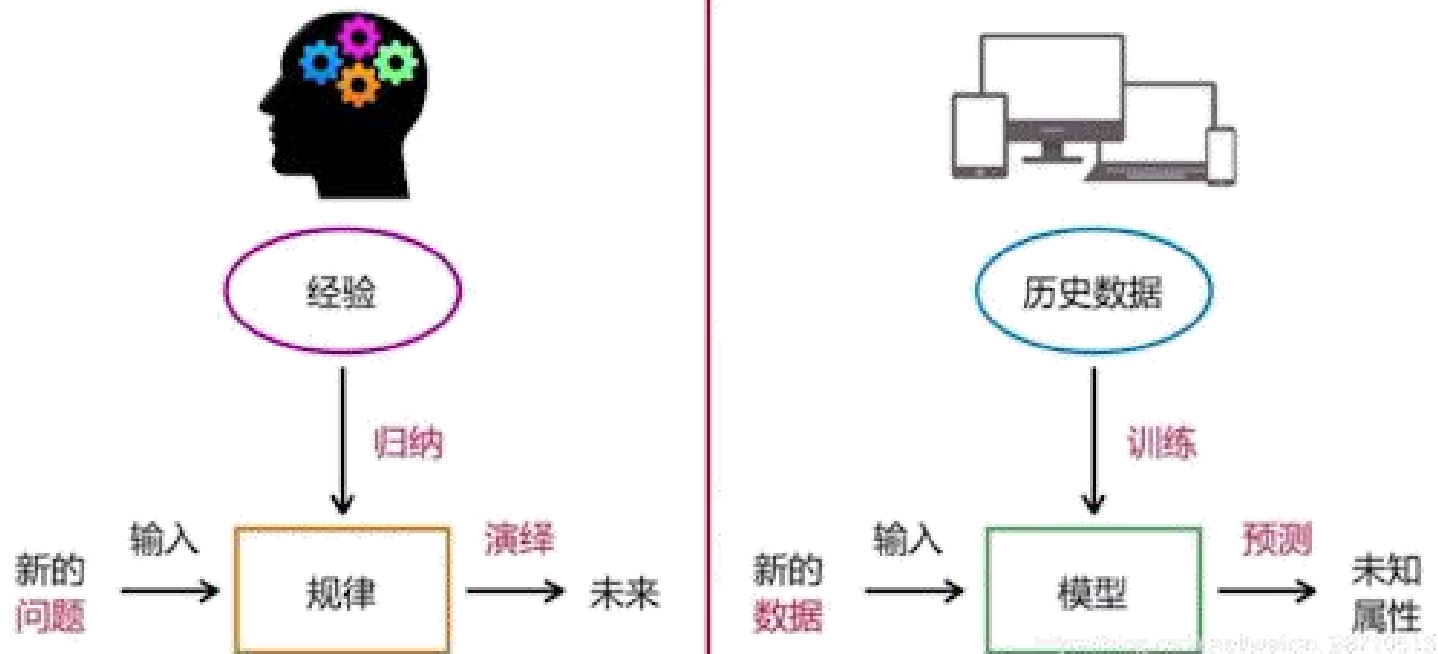 经验
归纳
输入
演绎
新的
问题
规律
未来
历史数据
训练
输入
预测
新的
数据
模型
未知
属性